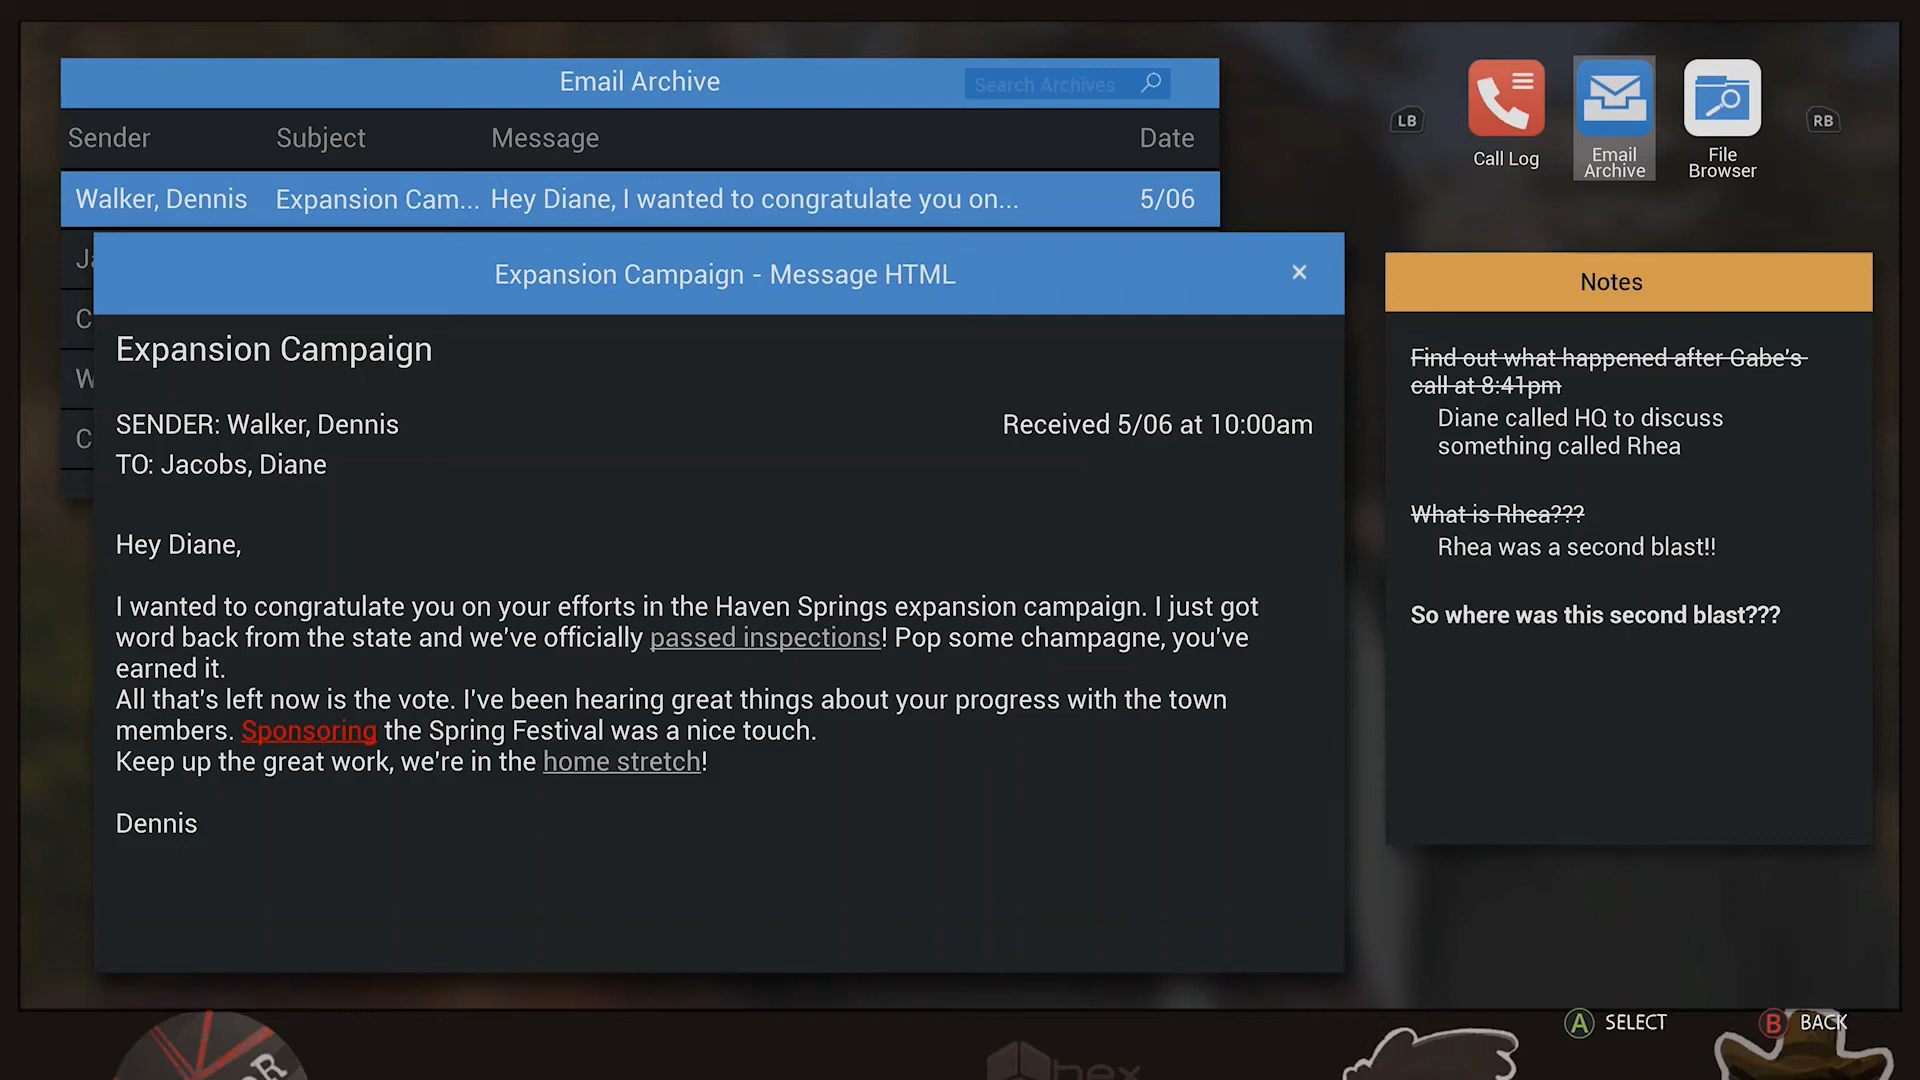 Email Archive
Search Archives
Sender Subject Message Date
Walker, Dennis Expansion Cam... Hey Diane, I wanted to congratulate you on... 5/06
LB
Call Log
Email
Archive
File
Browser
RB
Expansion Campaign - Message HTML
Expansion Campaign
SENDER: Walker, Dennis
Received 5/06 at 10:00am
TO: Jacobs, Diane
Hey Diane,
I wanted to congratulate you on your efforts in the Haven Springs expansion campaign. I just got
word back from the state and we've officially passed inspections! Pop some champagne, you've
earned it.
All that's left now is the vote. I've been hearing great things about your progress with the town
members. Sponsoring the Spring Festival was a nice touch.
Keep up the great work, we're in the home stretch!
Dennis
Notes
Find out what happened after Gabe's
call at 8:41pm
Diane called HQ to discuss
something called Rhea
What is Rhea???
Rhea was a second blast!!
So where was this second blast???
A SELECT
B BACK
hex